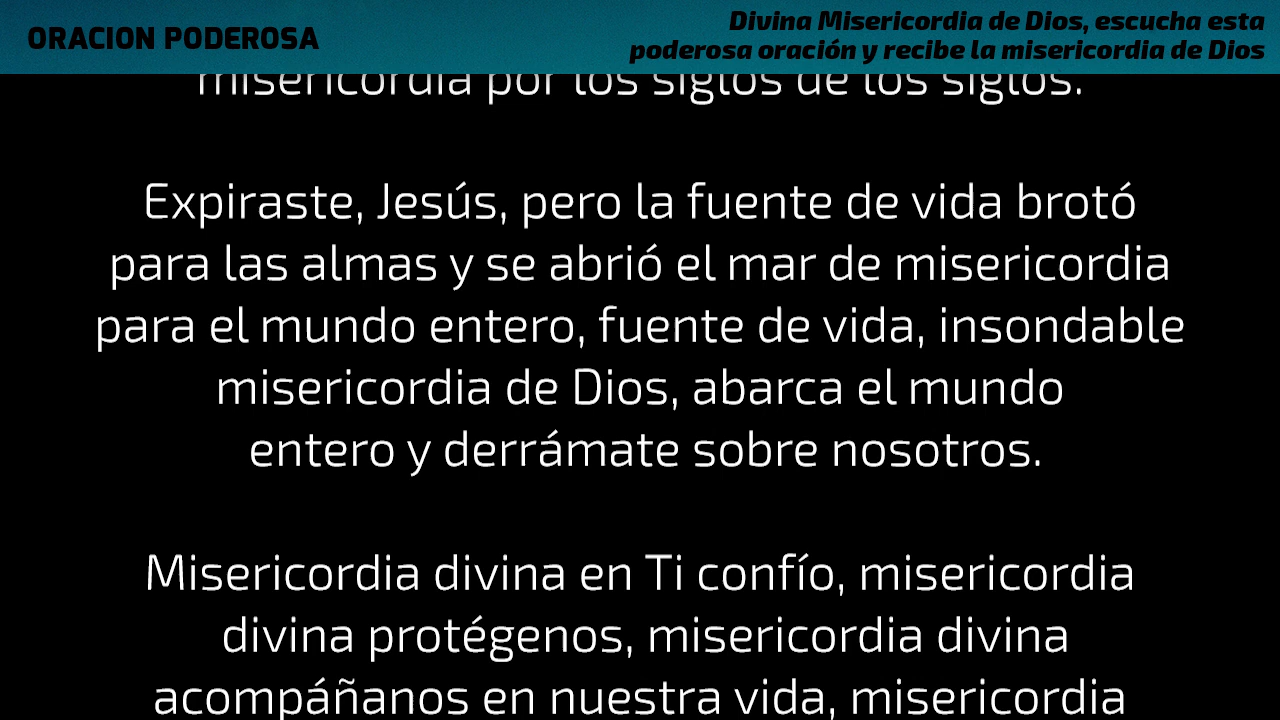 ORACION PODEROSA
Divina Misericordia de Dios, escucha esta
poderosa oración y recibe la misericordia de Dios
misericordia por los siglos de los siglos.
Expiraste, Jesús, pero la fuente de vida brotó
para las almas y se abrió el mar de misericordia
para el mundo entero, fuente de vida, insondable
misericordia de Dios, abarca el mundo
entero y derrámate sobre nosotros.
Misericordia divina en Ti confío, misericordia
divina protégenos, misericordia divina
acompáñanos en nuestra vida, misericordia